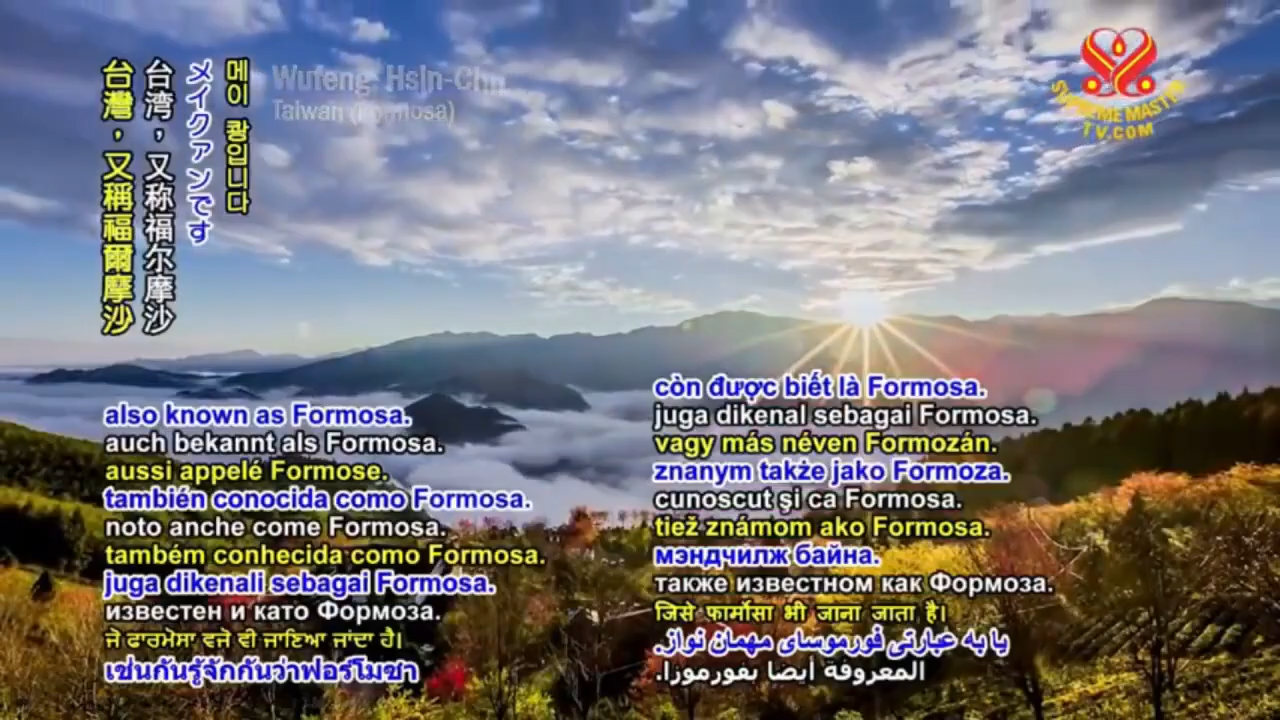 台灣，又稱福爾摩沙
台湾，又称福尔摩沙
メイクァンです
메이 쾅입니다
Wufeng, Hsin-Chu
Taiwan (Formosa)
SUPREME MASTER
TV.COM
also known as Formosa.
auch bekannt als Formosa.
aussi appelé Formose.
también conocida como Formosa.
noto anche come Formosa.
também conhecida como Formosa.
juga dikenali sebagai Formosa.
известен и като Формоза.
ਜੋ ਫਾਰਮੋਸਾ ਵਜੋਂ ਵੀ ਜਾਣਿਆ ਜਾਂਦਾ ਹੈ।
เช่นกันรู้จักกันว่าฟอร์โมซา
còn được biết là Formosa.
juga dikenal sebagai Formosa.
vagy más néven Formozán.
znanym także jako Formoza.
cunoscut şi ca Formosa.
tiež známom ako Formosa.
мэндчилж байна.
также известном как Формоза.
जिसे फार्मोसा भी जाना जाता है।
یا به عبارتی فورموسای مهمان نواز.
المعروفة أيضا بفورموزا.